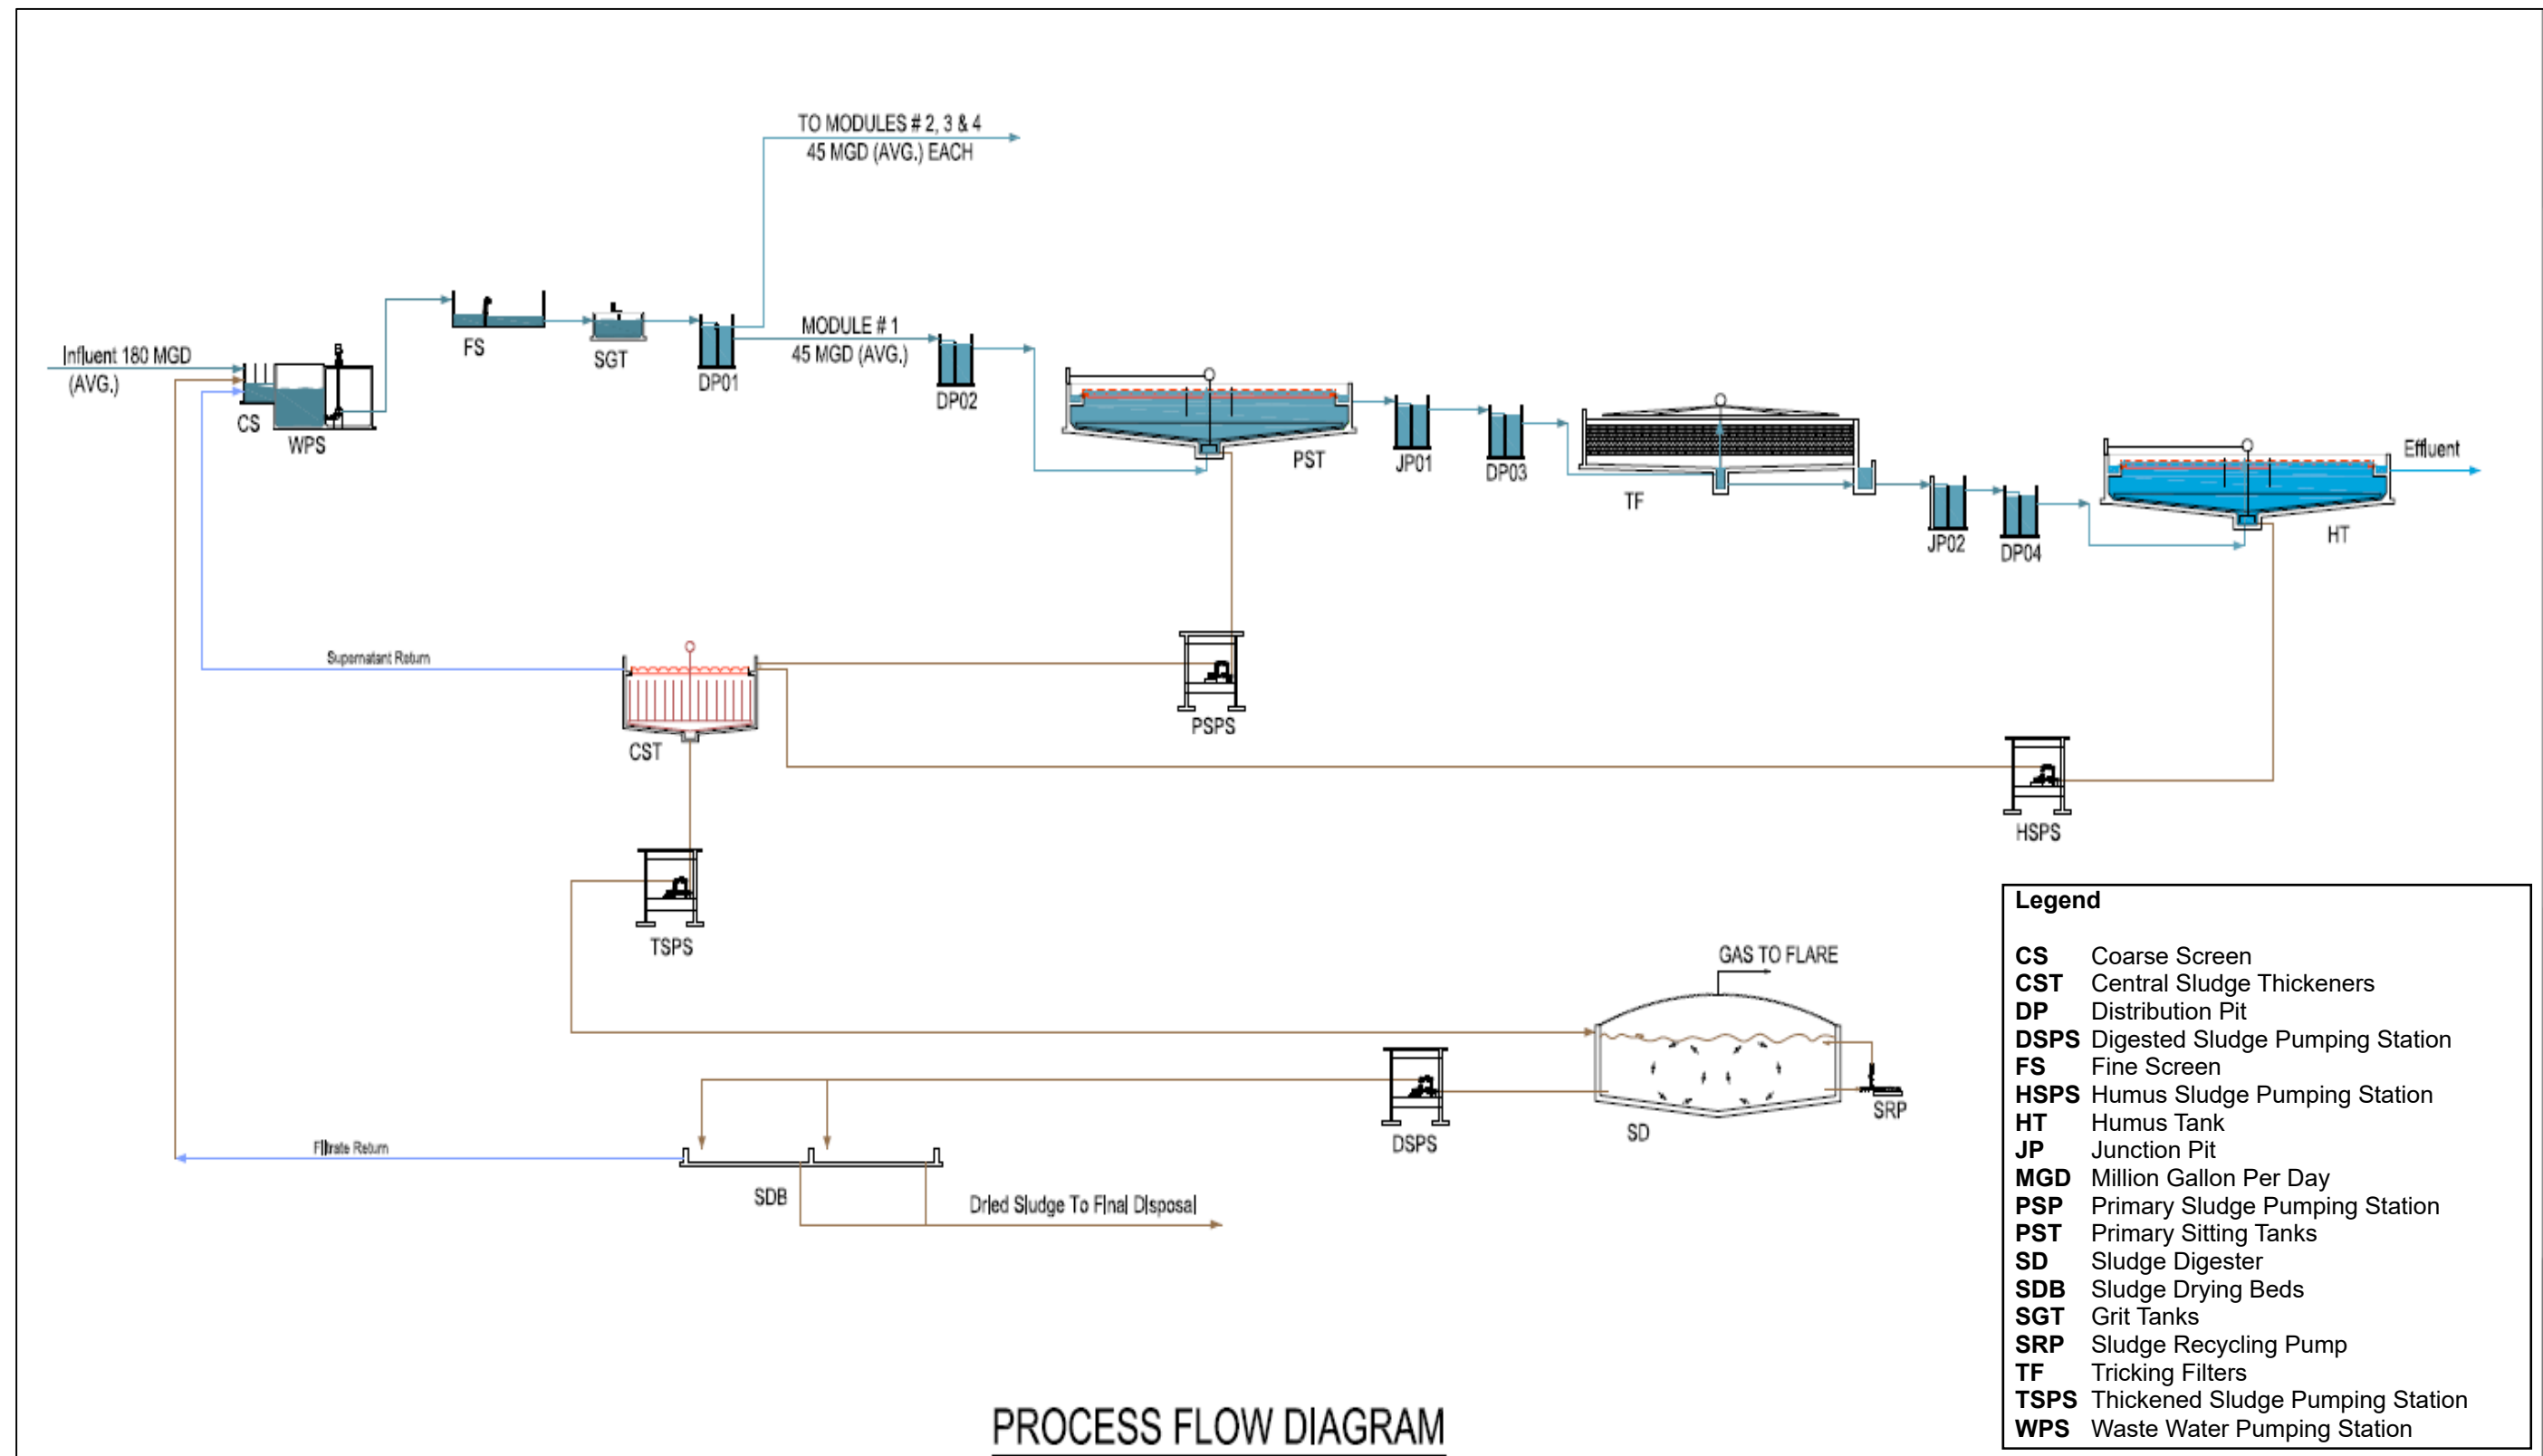 TO MODULES # 2, 3 & 4
45 MGD (AVG.) EACH
Influent 180 MGD
(AVG.)
CS
WPS
FS
SGT
DP01
MODULE # 1
45 MGD (AVG.)
DP02
PST
JP01
DP03
TF
JP02
DP04
Effluent
HT
Supernatant Return
CST
PSPS
HSPS
TSPS
GAS TO FLARE
SD
SRP
DSPS
Filtrate Return
SDB
Dried Sludge To Final Disposal
Legend
CS Coarse Screen
CST Central Sludge Thickeners
DP Distribution Pit
DSPS Digested Sludge Pumping Station
FS Fine Screen
HSPS Humus Sludge Pumping Station
HT Humus Tank
JP Junction Pit
MGD Million Gallon Per Day
PSP Primary Sludge Pumping Station
PST Primary Sitting Tanks
SD Sludge Digester
SDB Sludge Drying Beds
SGT Grit Tanks
SRP Sludge Recycling Pump
TF Tricking Filters
TSPS Thickened Sludge Pumping Station
WPS Waste Water Pumping Station
PROCESS FLOW DIAGRAM